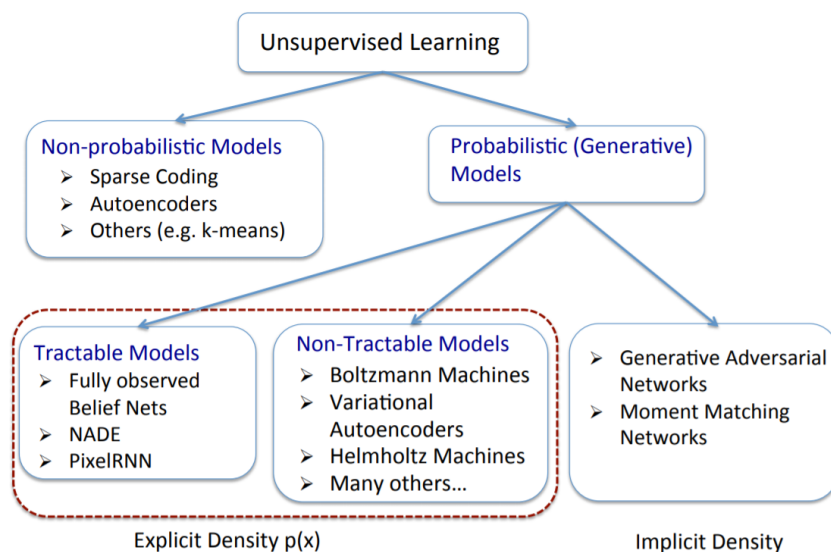 Unsupervised Learning
Non-probabilistic Models
➢ Sparse Coding
➢ Autoencoders
➢ Others (e.g. k-means)
Probabilistic (Generative)
Models
Tractable Models
➢ Fully observed
Belief Nets
➢ NADE
➢ PixelRNN
Non-Tractable Models
➢ Boltzmann Machines
➢ Variational
Autoencoders
➢ Helmholtz Machines
➢ Many others…
➢ Generative Adversarial
Networks
➢ Moment Matching
Networks
Explicit Density p(x)
Implicit Density